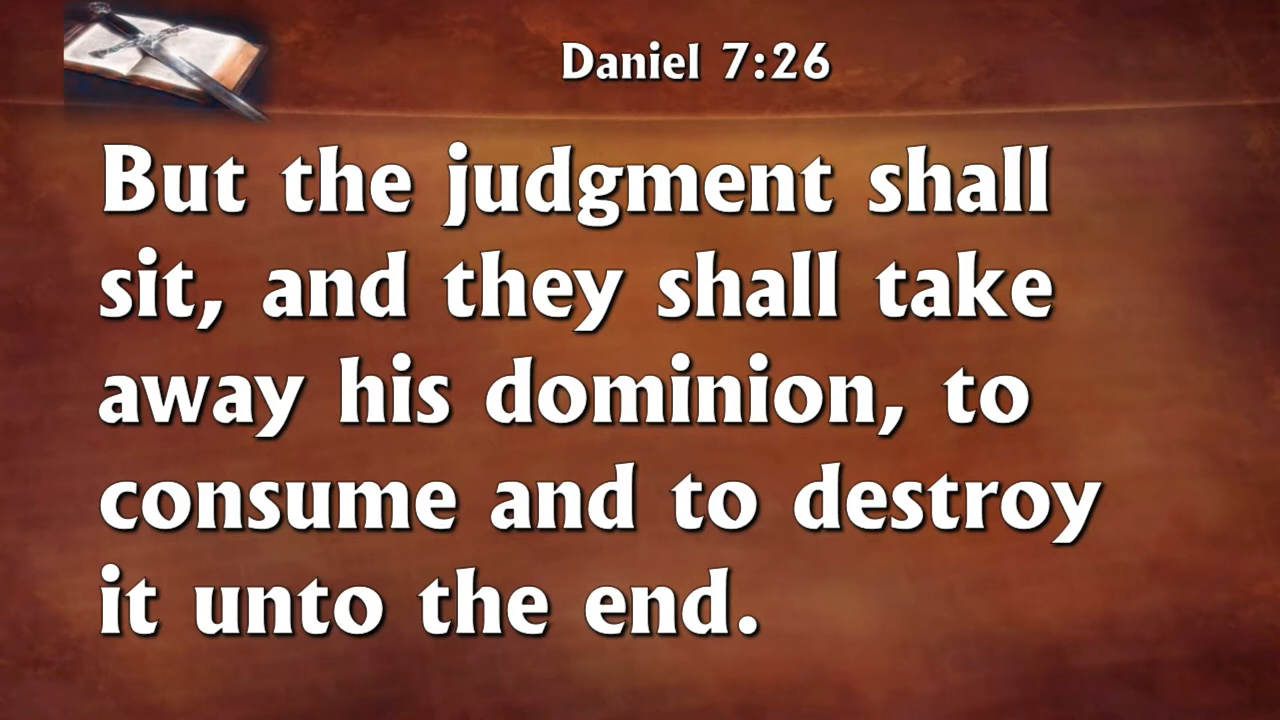 Daniel 7:26
But the judgment shall
sit, and they shall take
away his dominion, to
consume and to destroy
it unto the end.